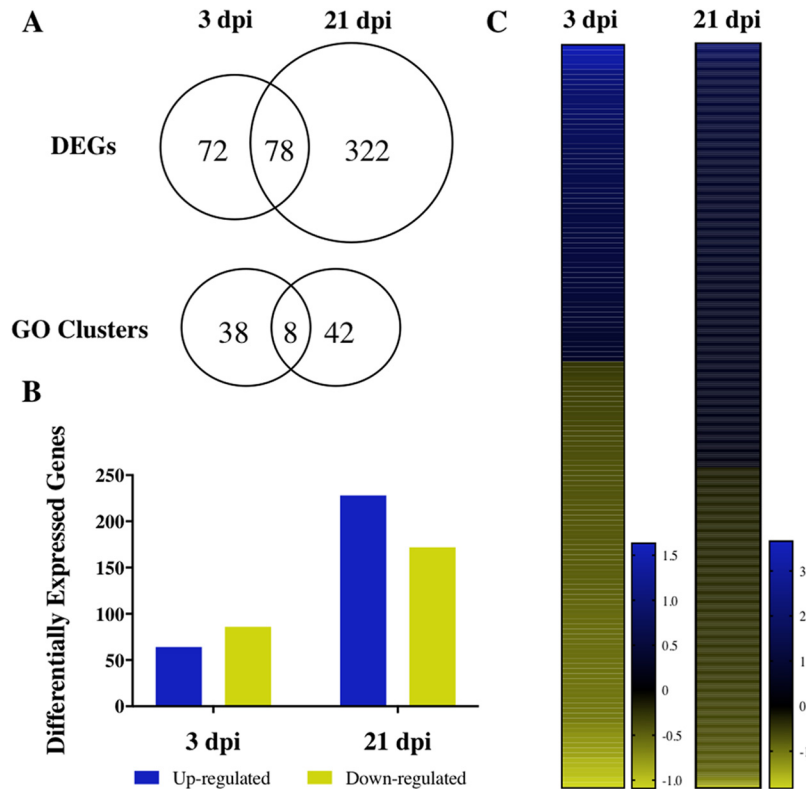 A
3 dpi
21 dpi
DEGs
72
78
322
GO Clusters
38
8
42
B
Differentially Expressed Genes
250
200
150
100
50
0
3 dpi
21 dpi
Up-regulated
Down-regulated
C
3 dpi
21 dpi
1.5
1.0
0.5
0
-0.5
-1.0
3
2
1
0